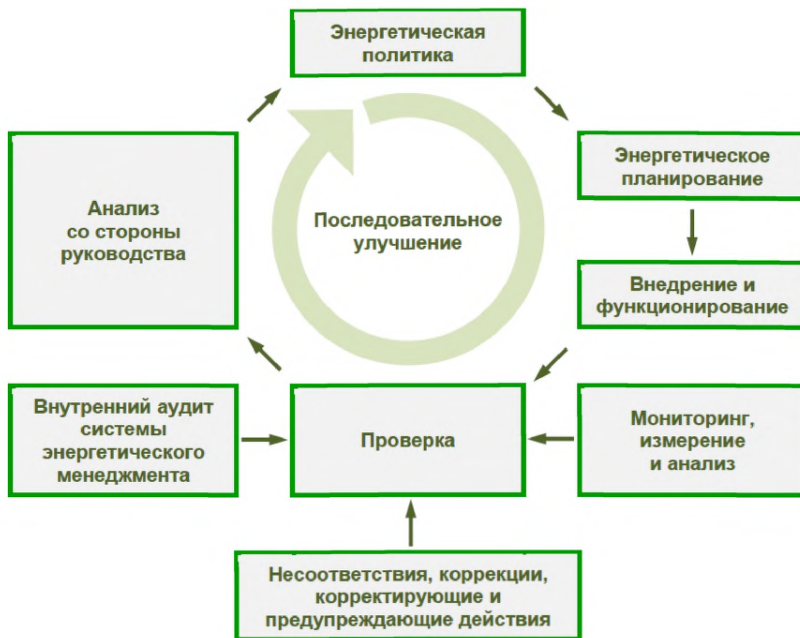 Энергетическая
политика
Энергетическое
планирование
Анализ
со стороны
руководства
Последовательное
улучшение
Внедрение и
функционирование
Внутренний аудит
системы
энергетического
менеджмента
Проверка
Мониторинг,
измерение
и анализ
Несоответствия, коррекции,
корректирующие и
предупреждающие действия